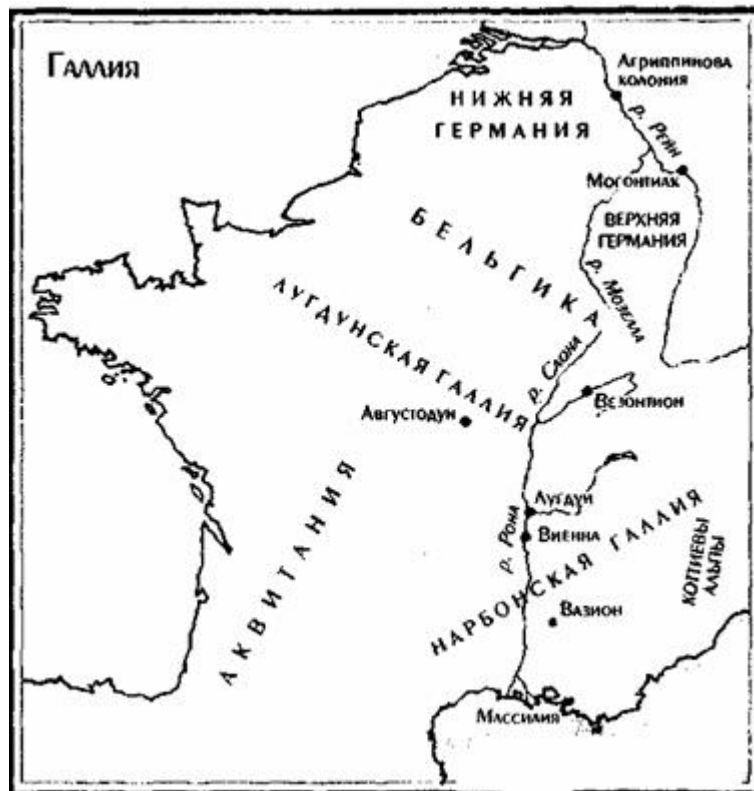 Галлия
Агриппинова
колония
НИЖНЯЯ
ГЕРМАНИЯ
р. Рейн
Могонтиак
ВЕРХНЯЯ
ГЕРМАНИЯ
БЕЛЬГИКА
р. Мозелла
ЛУГДУНСКАЯ ГАЛЛИЯ
р. Саона
Везонтион
Августодун
АКВИТАНИЯ
Лугдун
р. Рона
Виенна
НАРБОНСКАЯ ГАЛЛИЯ
КОТТИЕВЫ
АЛЬПЫ
Вазион
Массилия